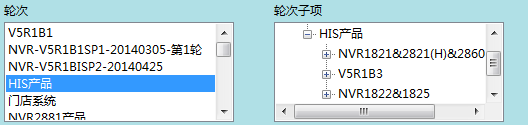 轮次
V5R1B1
NVR-V5R1B1SP1-20140305-第1轮
NVR-V5R1BISP2-20140425
HIS产品
门店系统
NVR2881产品
轮次子项
HIS产品
NVR1821&2821(H)&2860
V5R1B3
NVR1822&1825